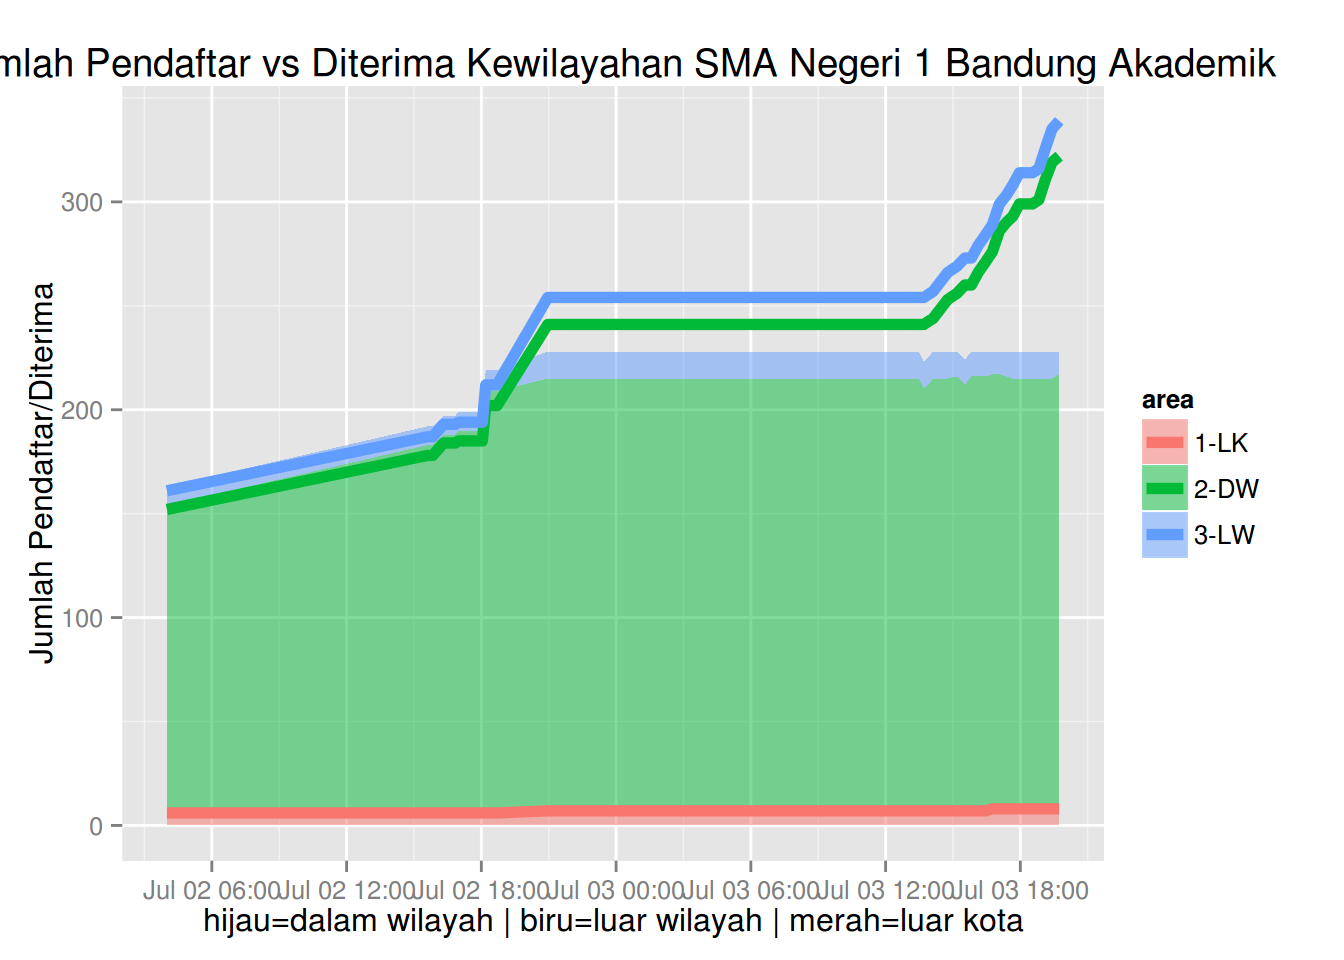 mlah Pendaftar vs Diterima Kewilayahan SMA Negeri 1 Bandung Akademik
Jumlah Pendaftar/Diterima
300
200
100
0
Jul 02 06:00
Jul 02 12:00
Jul 02 18:00
Jul 03 00:00
Jul 03 06:00
Jul 03 12:00
Jul 03 18:00
hijau=dalam wilayah | biru=luar wilayah | merah=luar kota
area
1-LK
2-DW
3-LW